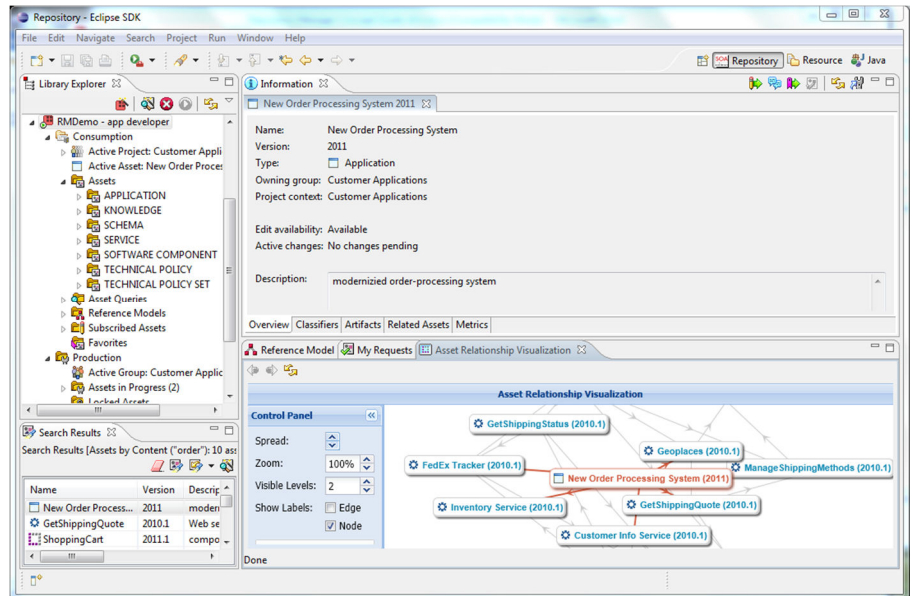 Repository - Eclipse SDK
File Edit Navigate Search Project Run Window Help
SOA Repository Resource Java
Library Explorer
RMDemo - app developer
Consumption
Active Project: Customer Appli
Active Asset: New Order Proces
Assets
APPLICATION
KNOWLEDGE
SCHEMA
SERVICE
SOFTWARE COMPONENT
TECHNICAL POLICY
TECHNICAL POLICY SET
Asset Queries
Reference Models
Subscribed Assets
Favorites
Production
Active Group: Customer Applic
Assets in Progress (2)
Locked Assets
Search Results
Search Results [Assets by Content ("order"): 10 ass
Name Version Descrip
New Order Process... 2011 modern
GetShippingQuote 2010.1 Web se
ShoppingCart 2011.1 compo
Information
New Order Processing System 2011
Name: New Order Processing System
Version: 2011
Type: Application
Owning group: Customer Applications
Project context: Customer Applications
Edit availability: Available
Active changes: No changes pending
Description: modernizied order-processing system
Overview Classifiers Artifacts Related Assets Metrics
Reference Model My Requests Asset Relationship Visualization
Asset Relationship Visualization
Control Panel
Spread:
Zoom: 100%
Visible Levels: 2
Show Labels: Edge
Node
GetShippingStatus (2010.1)
Geoplaces (2010.1)
FedEx Tracker (2010.1)
ManageShippingMethods (2010.1)
New Order Processing System (2011)
Inventory Service (2010.1)
GetShippingQuote (2010.1)
Customer Info Service (2010.1)
Done